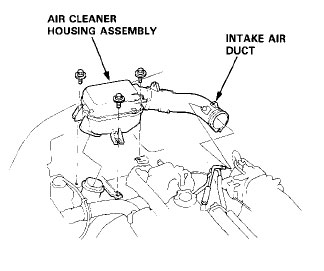 AIR CLEANER
HOUSING ASSEMBLY
INTAKE AIR
DUCT